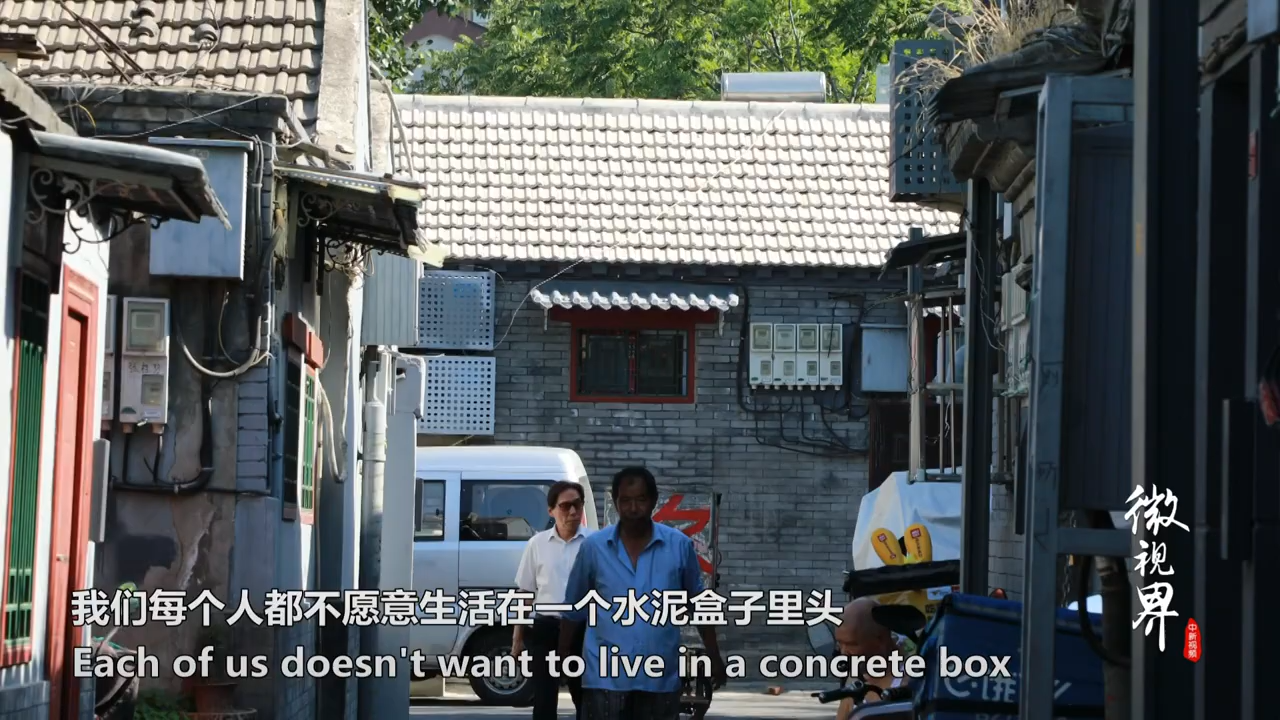 微视界
中新视频
我们每个人都不愿意生活在一个水泥盒子里头
Each of us doesn't want to live in a concrete box